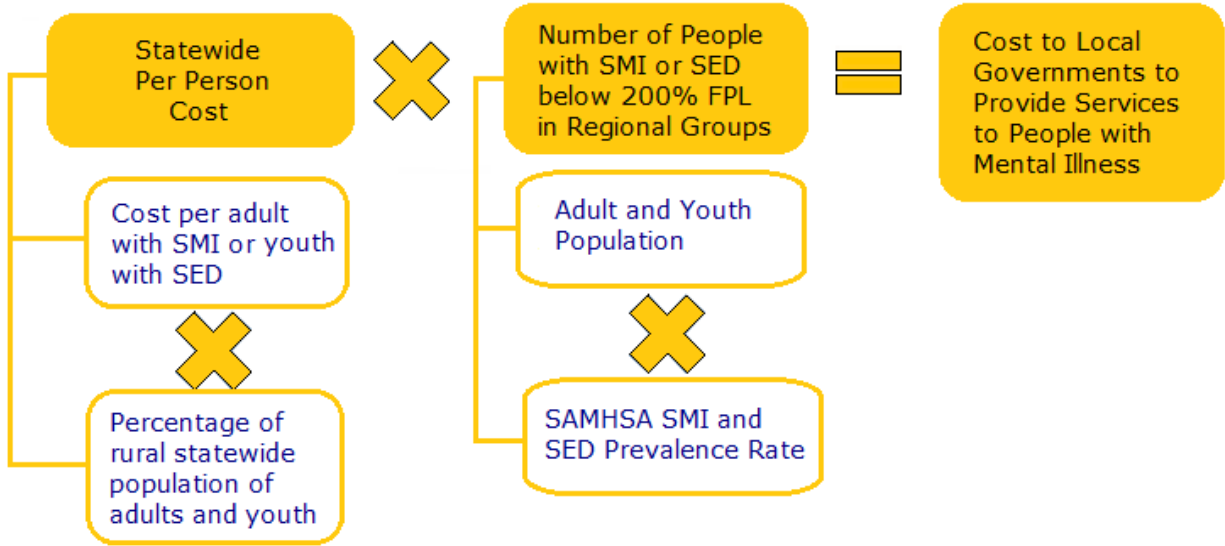 Statewide
Per Person
Cost
Number of People
with SMI or SED
below 200% FPL
in Regional Groups
Cost to Local
Governments to
Provide Services
to People with
Mental Illness
Cost per adult
with SMI or youth
with SED
Adult and Youth
Population
Percentage of
rural statewide
population of
adults and youth
SAMHSA SMI and
SED Prevalence Rate